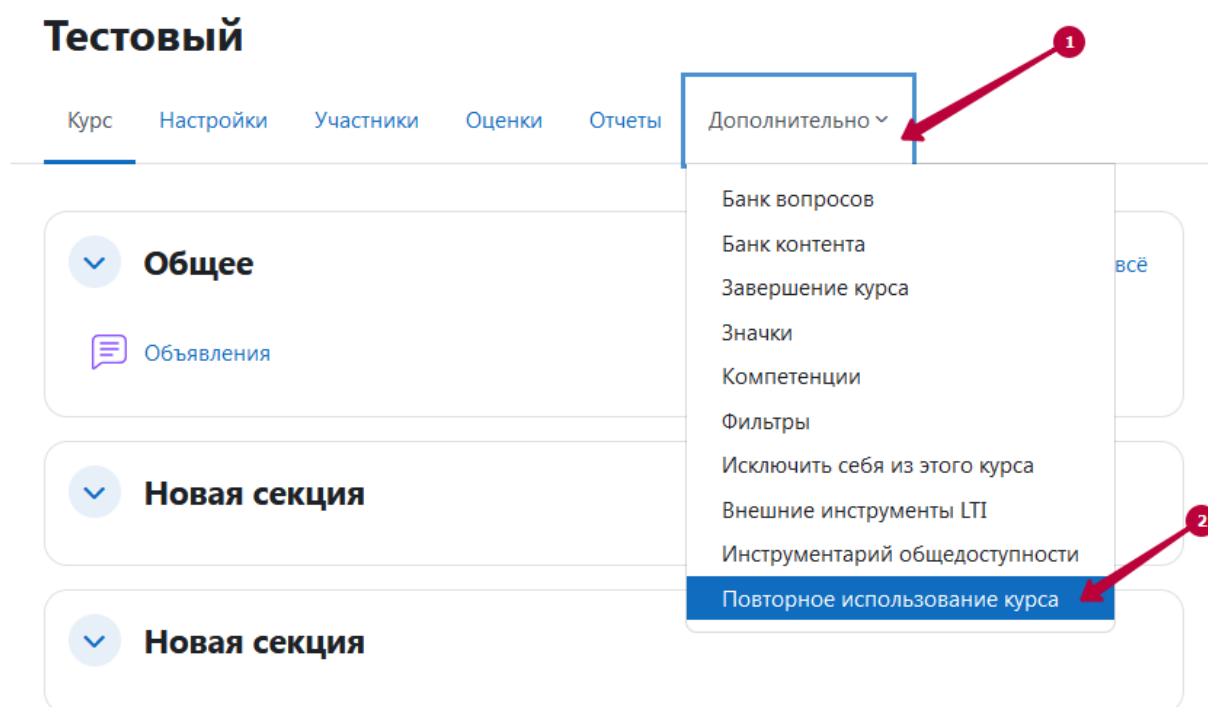 Тестовый
1
Курс Настройки Участники Оценки Отчеты Дополнительно
Банк вопросов
Банк контента
Общее
всё
Завершение курса
Значки
Объявления
Компетенции
Фильтры
Исключить себя из этого курса
Новая секция
Внешние инструменты LTI
2
Инструментарий общедоступности
Повторное использование курса
Новая секция